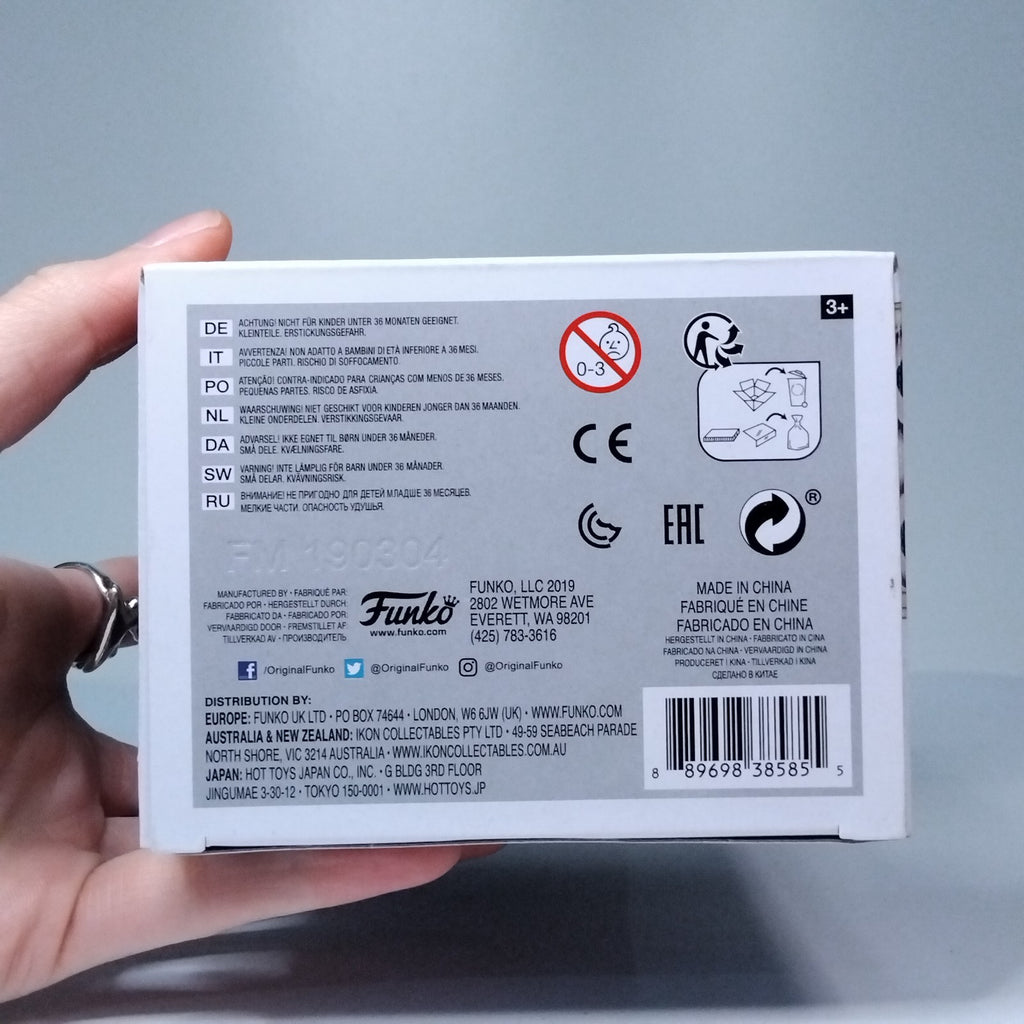 3+
DE ACHTUNG! NICHT FÜR KINDER UNTER 36 MONATEN GEEIGNET.
KLEINTEILE. ERSTICKUNGSGEFAHR.
IT AVVERTENZA! NON ADATTO A BAMBINI DI ETÀ INFERIORE A 36 MESI.
PICCOLE PARTI. RISCHIO DI SOFFOCAMENTO.
PO ATENÇÃO! CONTRA-INDICADO PARA CRIANÇAS COM MENOS DE 36 MESES.
PEQUENAS PARTES. RISCO DE ASFIXIA.
NL WAARSCHUWING! NIET GESCHIKT VOOR KINDEREN JONGER DAN 36 MAANDEN.
KLEINE ONDERDELEN. VERSTIKKINGSGEVAAR.
DA ADVARSEL! IKKE EGNET TIL BØRN UNDER 36 MÅNEDER.
SMÅ DELE. KVÆLNINGSFARE.
SW VARNING! INTE LÄMPLIG FÖR BARN UNDER 36 MÅNADER.
SMÅ DELAR. KVÄVNINGSRISK.
RU ВНИМАНИЕ! НЕ ПРИГОДНО ДЛЯ ДЕТЕЙ МЛАДШЕ 36 МЕСЯЦЕВ.
МЕЛКИЕ ЧАСТИ. ОПАСНОСТЬ УДУШЬЯ.
0-3
CE
EAC
®
FM 190304
MANUFACTURED BY • FABRIQUÉ PAR:
FABRICADO POR • HERGESTELLT DURCH:
FABBRICATO DA • FABRICADO POR:
VERVAARDIGD DOOR • FREMSTILLET AF
TILLVERKAD AV • ПРОИЗВОДИТЕЛЬ
Funko
www.funko.com
FUNKO, LLC 2019
2802 WETMORE AVE
EVERETT, WA 98201
(425) 783-3616
MADE IN CHINA
FABRIQUÉ EN CHINE
FABRICADO EN CHINA
HERGESTELLT IN CHINA • FABBRICATO IN CINA
FABRICADO NA CHINA • VERVAARDIGD IN CHINA
PRODUCERET I KINA • TILLVERKAD I KINA
СДЕЛАНО В КИТАЕ
/OriginalFunko @OriginalFunko @OriginalFunko
DISTRIBUTION BY:
EUROPE: FUNKO UK LTD • PO BOX 74644 • LONDON, W6 6JW (UK) • WWW.FUNKO.COM
AUSTRALIA & NEW ZEALAND: IKON COLLECTABLES PTY LTD • 49-59 SEABEACH PARADE
NORTH SHORE, VIC 3214 AUSTRALIA • WWW.IKONCOLLECTABLES.COM.AU
JAPAN: HOT TOYS JAPAN CO., INC. • G BLDG 3RD FLOOR
JINGUMAE 3-30-12 • TOKYO 150-0001 • WWW.HOTTOYS.JP
8 89698 38585 5